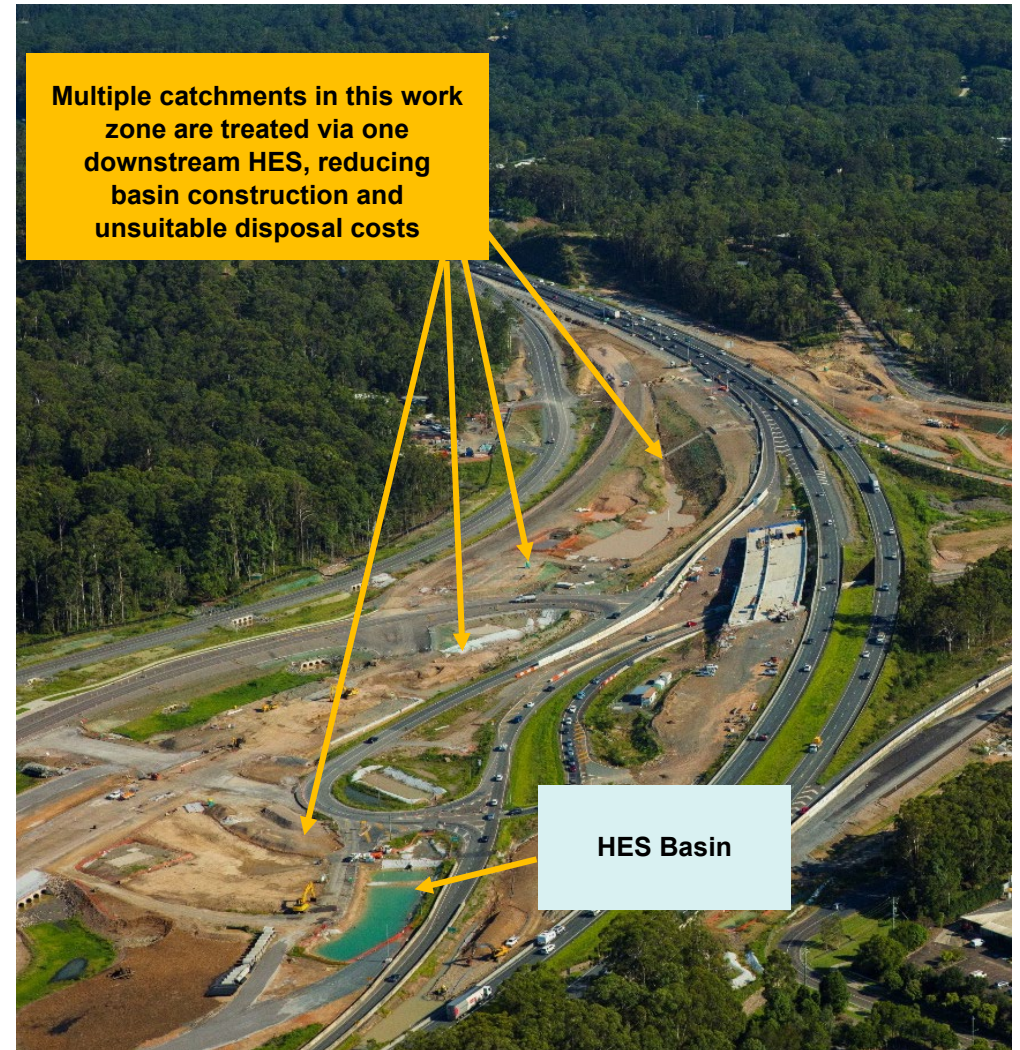 Multiple catchments in this work
zone are treated via one
downstream HES, reducing
basin construction and
unsuitable disposal costs
HES Basin